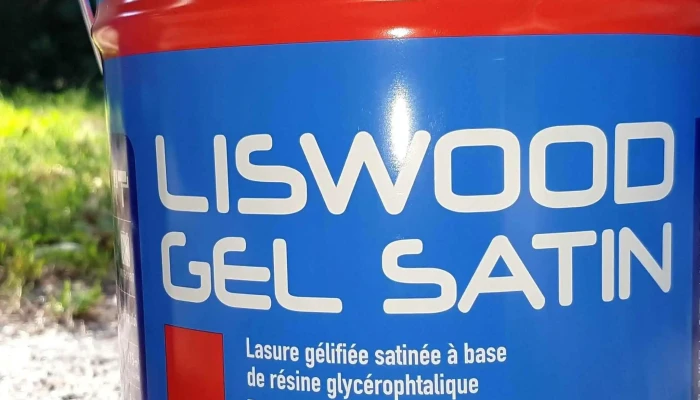 LISWOOD
GEL SATIN
Lasure gélifiée satinée à base
de résine glycérophtalique